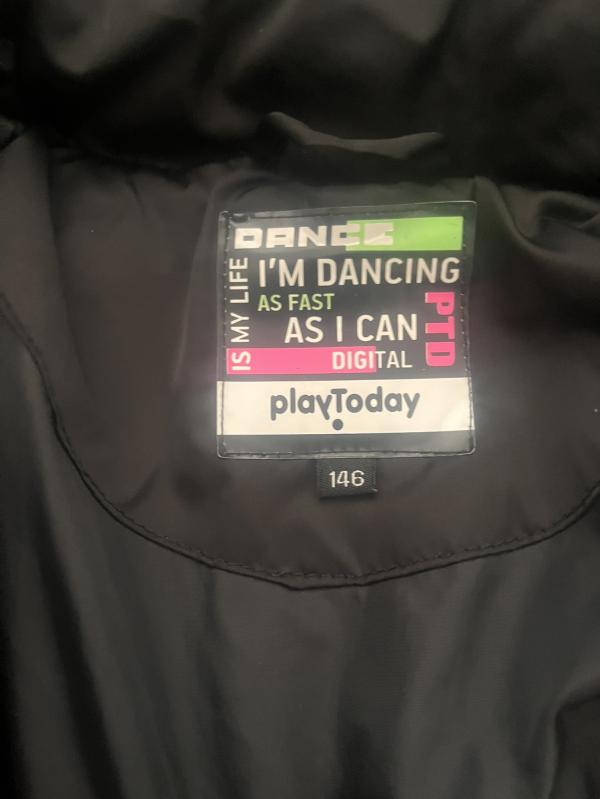 DANCE
IS MY LIFE
I'M DANCING
AS FAST
AS I CAN
PTD
DIGITAL
playToday
146